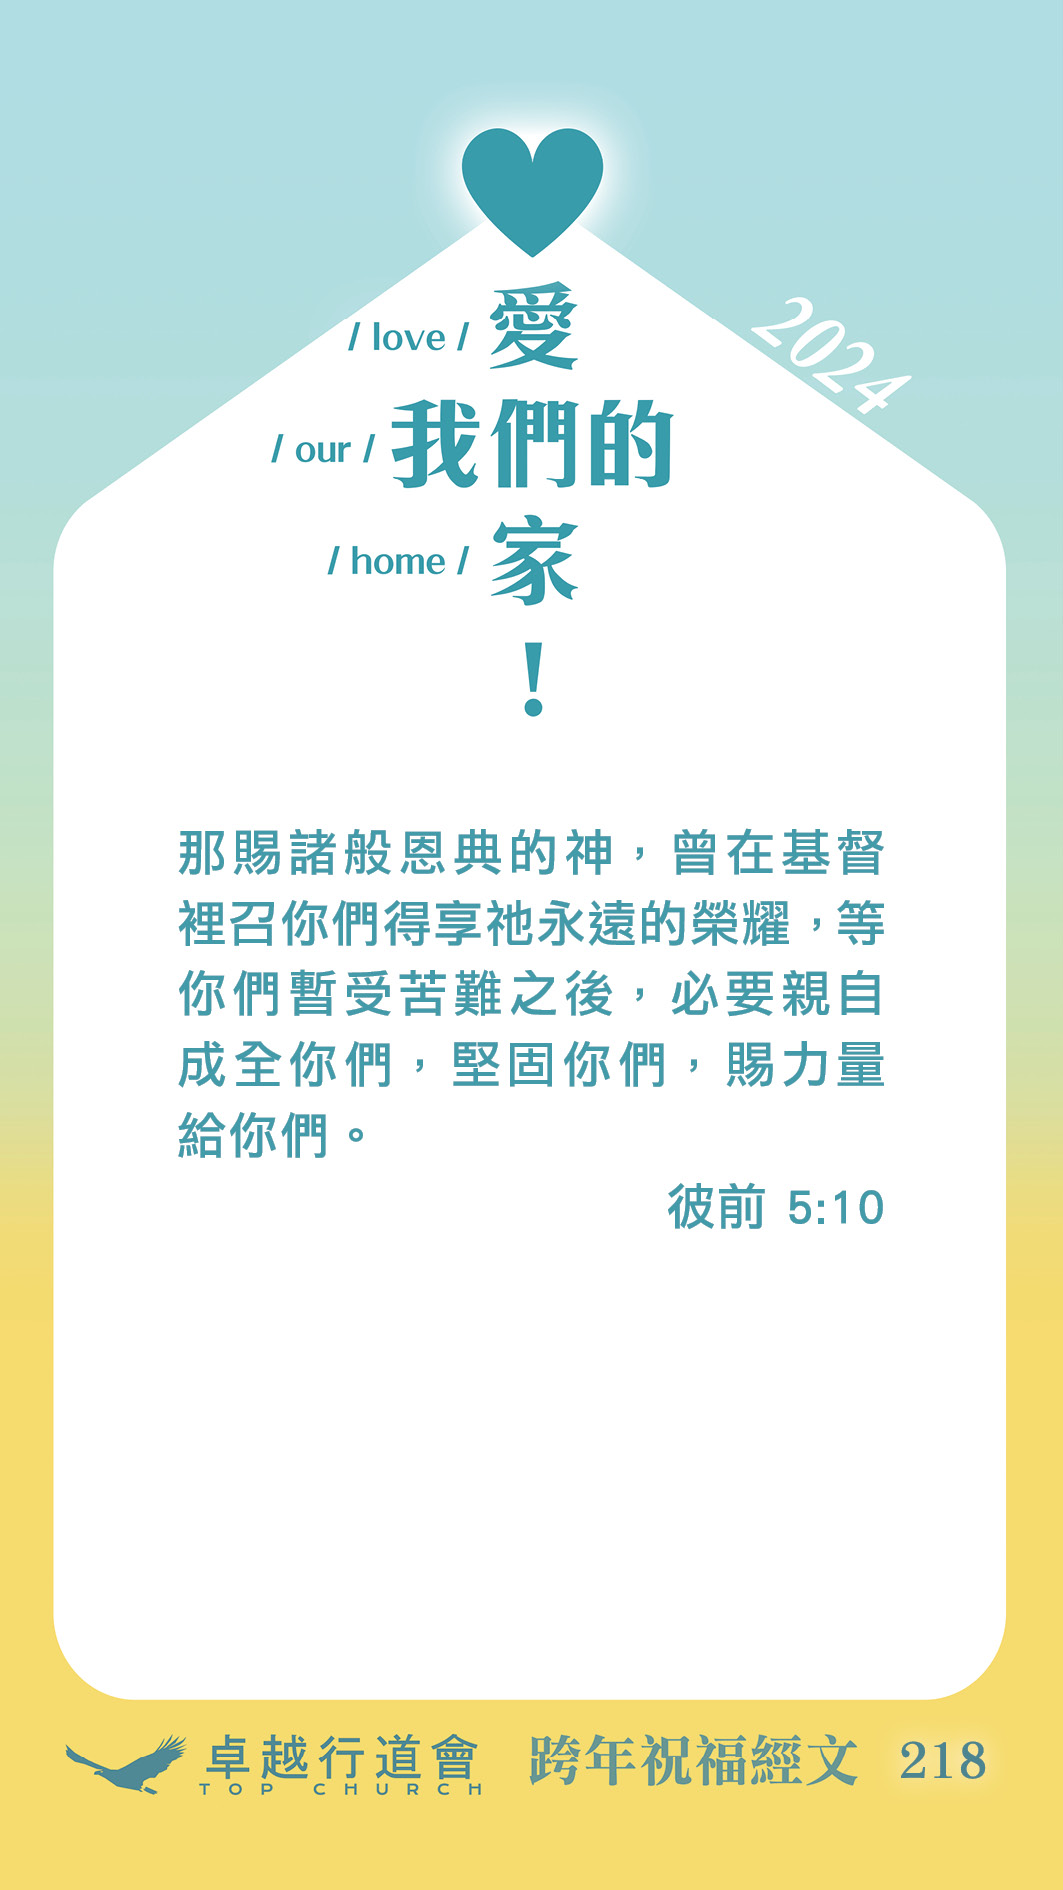 / love / 愛
2024
/ our / 我們的
/ home / 家
!
那賜諸般恩典的神，曾在基督
裡召你們得享祂永遠的榮耀，等
你們暫受苦難之後，必要親自
成全你們，堅固你們，賜力量
給你們。
彼前 5:10
卓越行道會 跨年祝福經文 218
TOP CHURCH